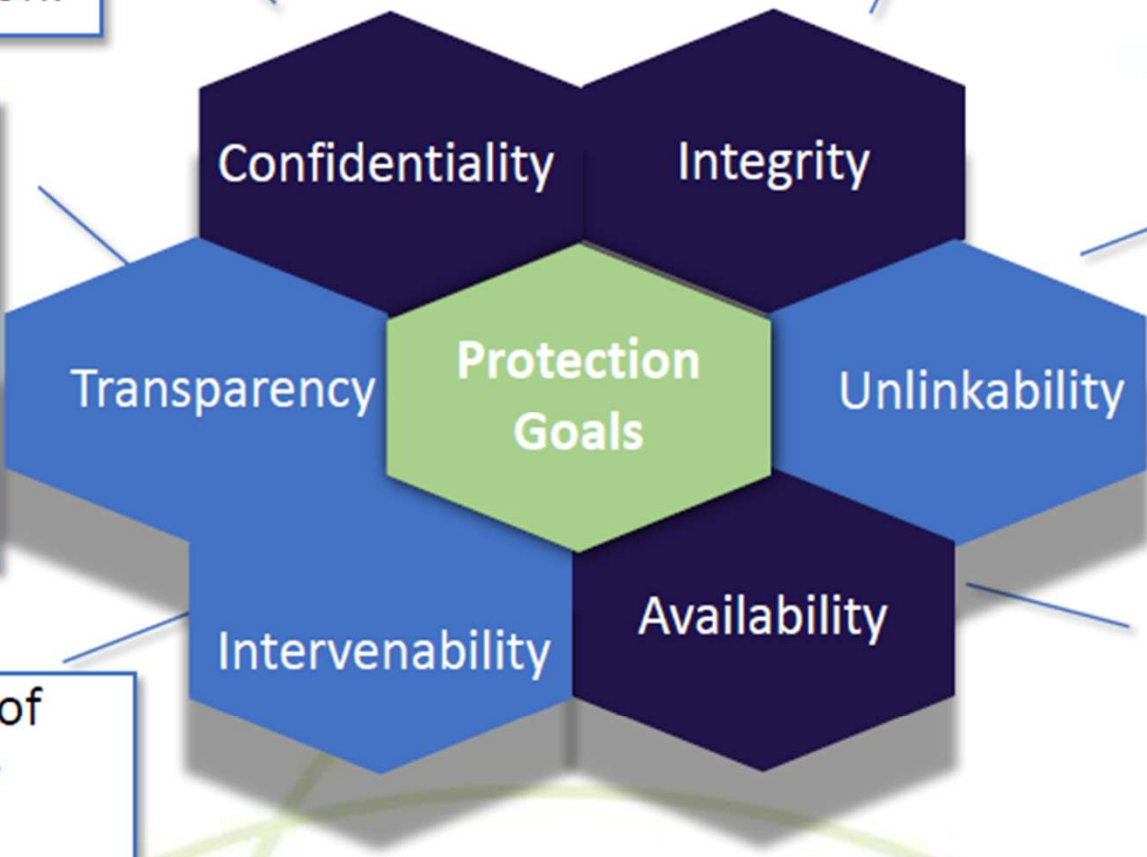 Confidentiality
Integrity
Transparency
Protection
Goals
Unlinkability
Intervenability
Availability
of